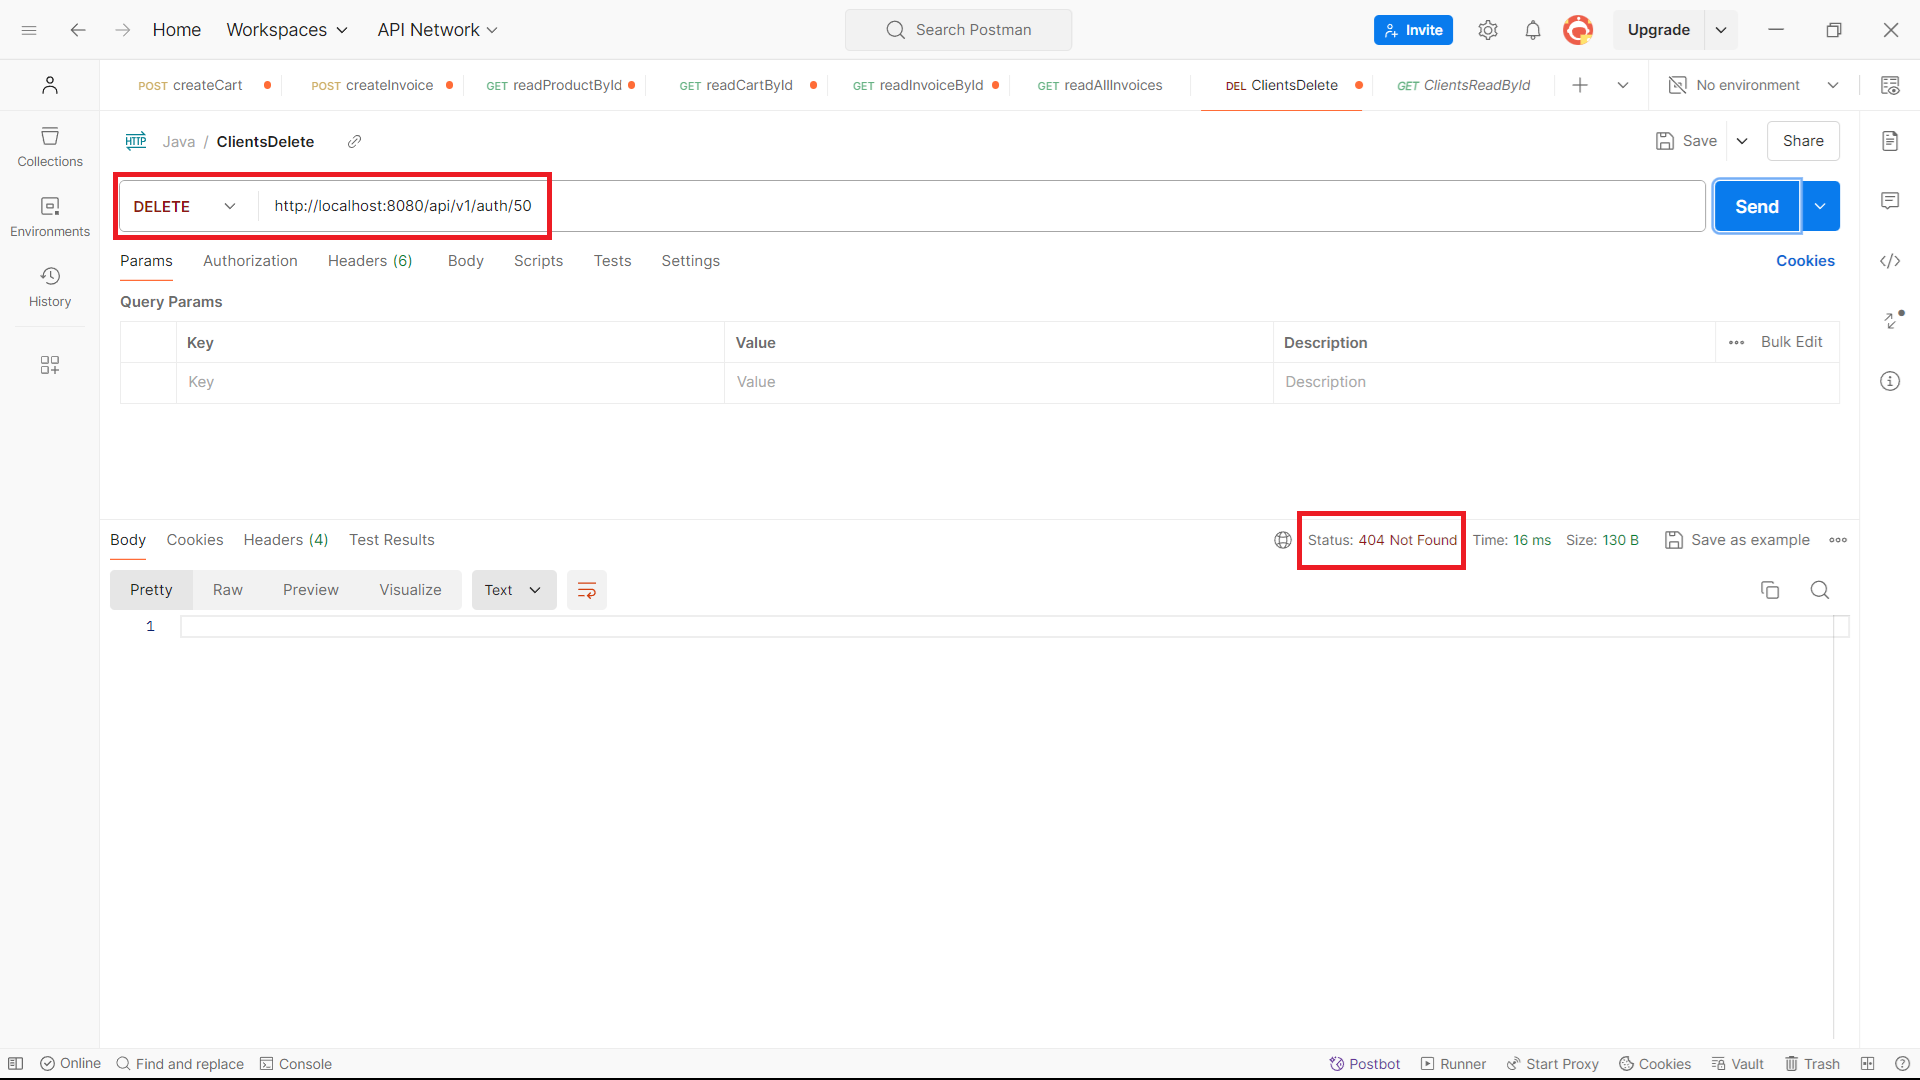 Home Workspaces API Network Search Postman Invite Upgrade
POST createCart POST createInvoice GET readProductById GET readCartById GET readInvoiceById GET readAllInvoices DEL ClientsDelete GET ClientsReadById No environment
HTTP Java / ClientsDelete Save Share
Collections
DELETE http://localhost:8080/api/v1/auth/50 Send
Environments
Params Authorization Headers (6) Body Scripts Tests Settings Cookies
History
Query Params
Key Value Description Bulk Edit
Key Value Description
Body Cookies Headers (4) Test Results Status: 404 Not Found Time: 16 ms Size: 130 B Save as example
Pretty Raw Preview Visualize Text
1
Online Find and replace Console Postbot Runner Start Proxy Cookies Vault Trash